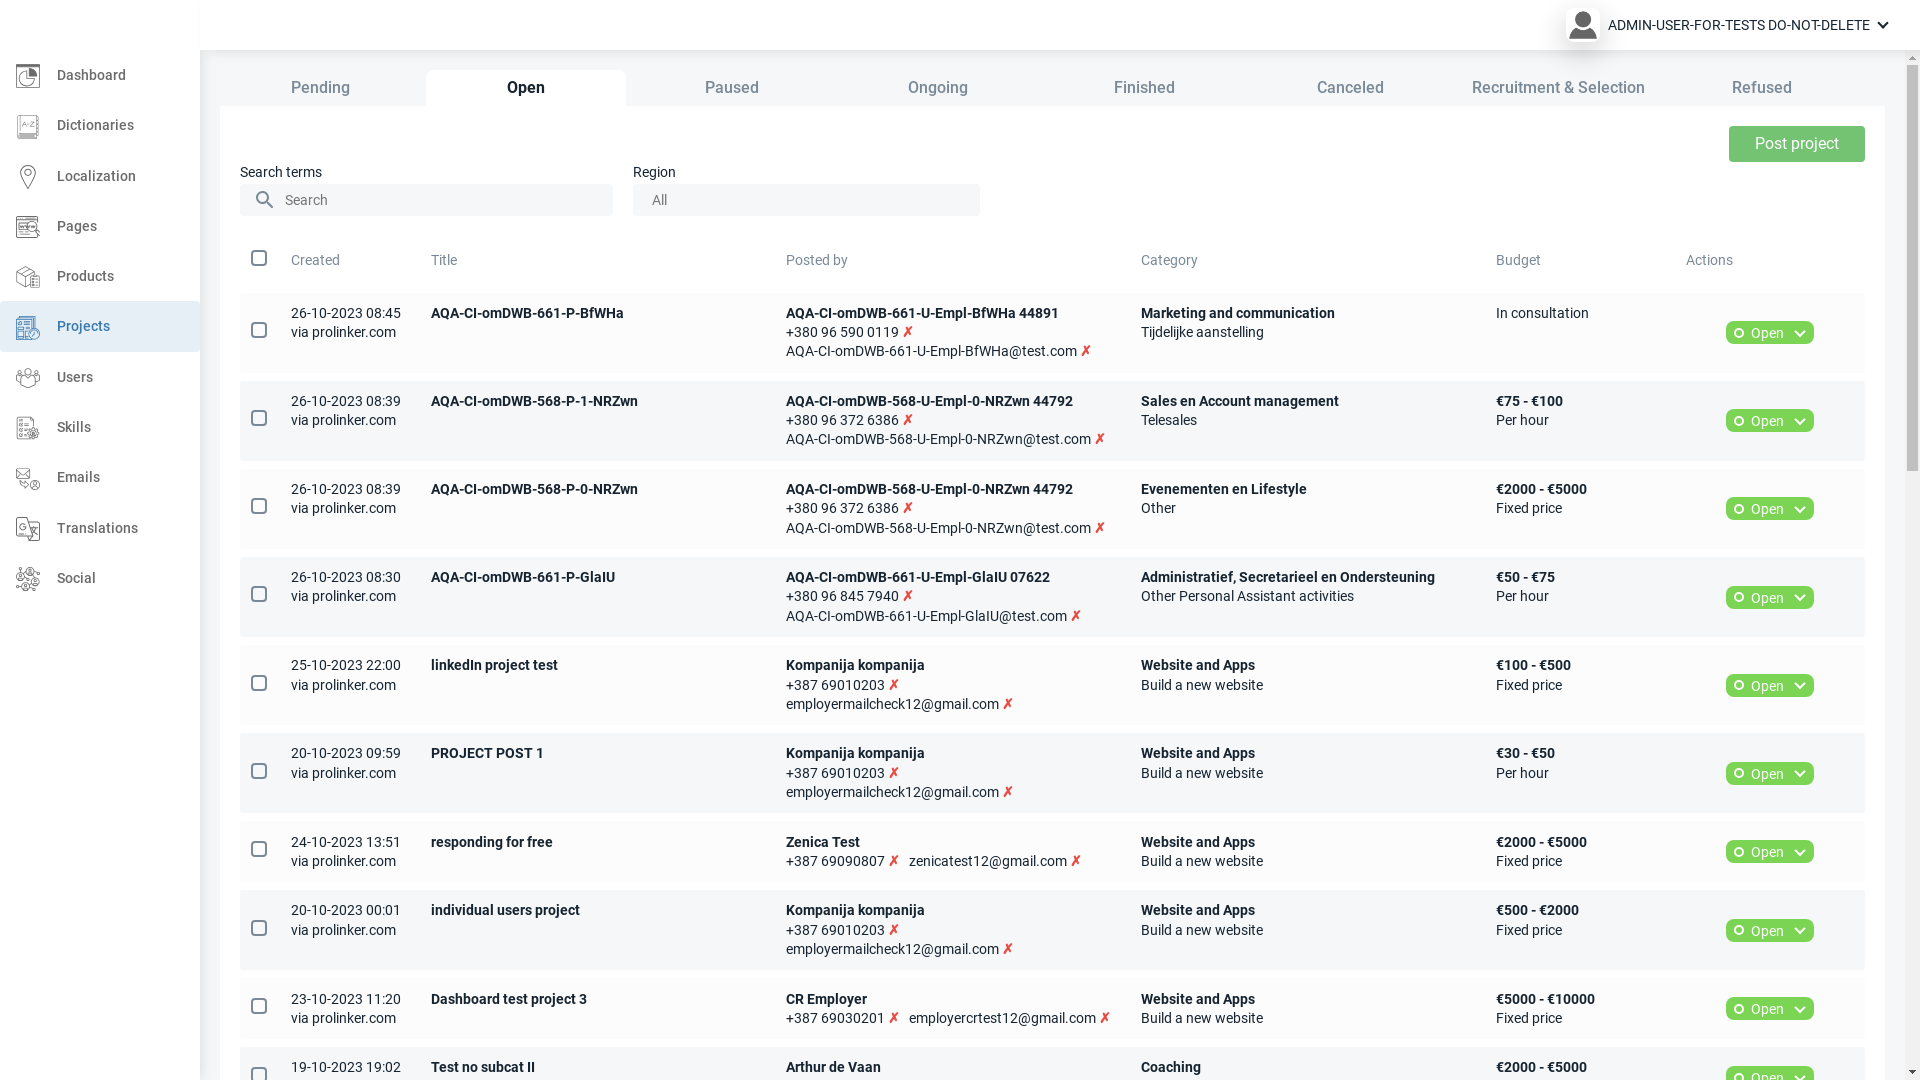 ADMIN-USER-FOR-TESTS DO-NOT-DELETE
Dashboard
Dictionaries
Localization
Pages
Products
Projects
Users
Skills
Emails
Translations
Social
Pending
Open
Paused
Ongoing
Finished
Canceled
Recruitment & Selection
Refused
Post project
Search terms
Search
Region
All
Created
Title
Posted by
Category
Budget
Actions
26-10-2023 08:45
via prolinker.com
AQA-CI-omDWB-661-P-BfWHa
AQA-CI-omDWB-661-U-Empl-BfWHa 44891
+380 96 590 0119 ✗
AQA-CI-omDWB-661-U-Empl-BfWHa@test.com ✗
Marketing and communication
Tijdelijke aanstelling
In consultation
Open
26-10-2023 08:39
via prolinker.com
AQA-CI-omDWB-568-P-1-NRZwn
AQA-CI-omDWB-568-U-Empl-0-NRZwn 44792
+380 96 372 6386 ✗
AQA-CI-omDWB-568-U-Empl-0-NRZwn@test.com ✗
Sales en Account management
Telesales
€75 - €100
Per hour
Open
26-10-2023 08:39
via prolinker.com
AQA-CI-omDWB-568-P-0-NRZwn
AQA-CI-omDWB-568-U-Empl-0-NRZwn 44792
+380 96 372 6386 ✗
AQA-CI-omDWB-568-U-Empl-0-NRZwn@test.com ✗
Evenementen en Lifestyle
Other
€2000 - €5000
Fixed price
Open
26-10-2023 08:30
via prolinker.com
AQA-CI-omDWB-661-P-GlaIU
AQA-CI-omDWB-661-U-Empl-GlaIU 07622
+380 96 845 7940 ✗
AQA-CI-omDWB-661-U-Empl-GlaIU@test.com ✗
Administratief, Secretarieel en Ondersteuning
Other Personal Assistant activities
€50 - €75
Per hour
Open
25-10-2023 22:00
via prolinker.com
linkedIn project test
Kompanija kompanija
+387 69010203 ✗
employermailcheck12@gmail.com ✗
Website and Apps
Build a new website
€100 - €500
Fixed price
Open
20-10-2023 09:59
via prolinker.com
PROJECT POST 1
Kompanija kompanija
+387 69010203 ✗
employermailcheck12@gmail.com ✗
Website and Apps
Build a new website
€30 - €50
Per hour
Open
24-10-2023 13:51
via prolinker.com
responding for free
Zenica Test
+387 69090807 ✗ zenicatest12@gmail.com ✗
Website and Apps
Build a new website
€2000 - €5000
Fixed price
Open
20-10-2023 00:01
via prolinker.com
individual users project
Kompanija kompanija
+387 69010203 ✗
employermailcheck12@gmail.com ✗
Website and Apps
Build a new website
€500 - €2000
Fixed price
Open
23-10-2023 11:20
via prolinker.com
Dashboard test project 3
CR Employer
+387 69030201 ✗ employercrtest12@gmail.com ✗
Website and Apps
Build a new website
€5000 - €10000
Fixed price
Open
19-10-2023 19:02
Test no subcat II
Arthur de Vaan
Coaching
€2000 - €5000
Open